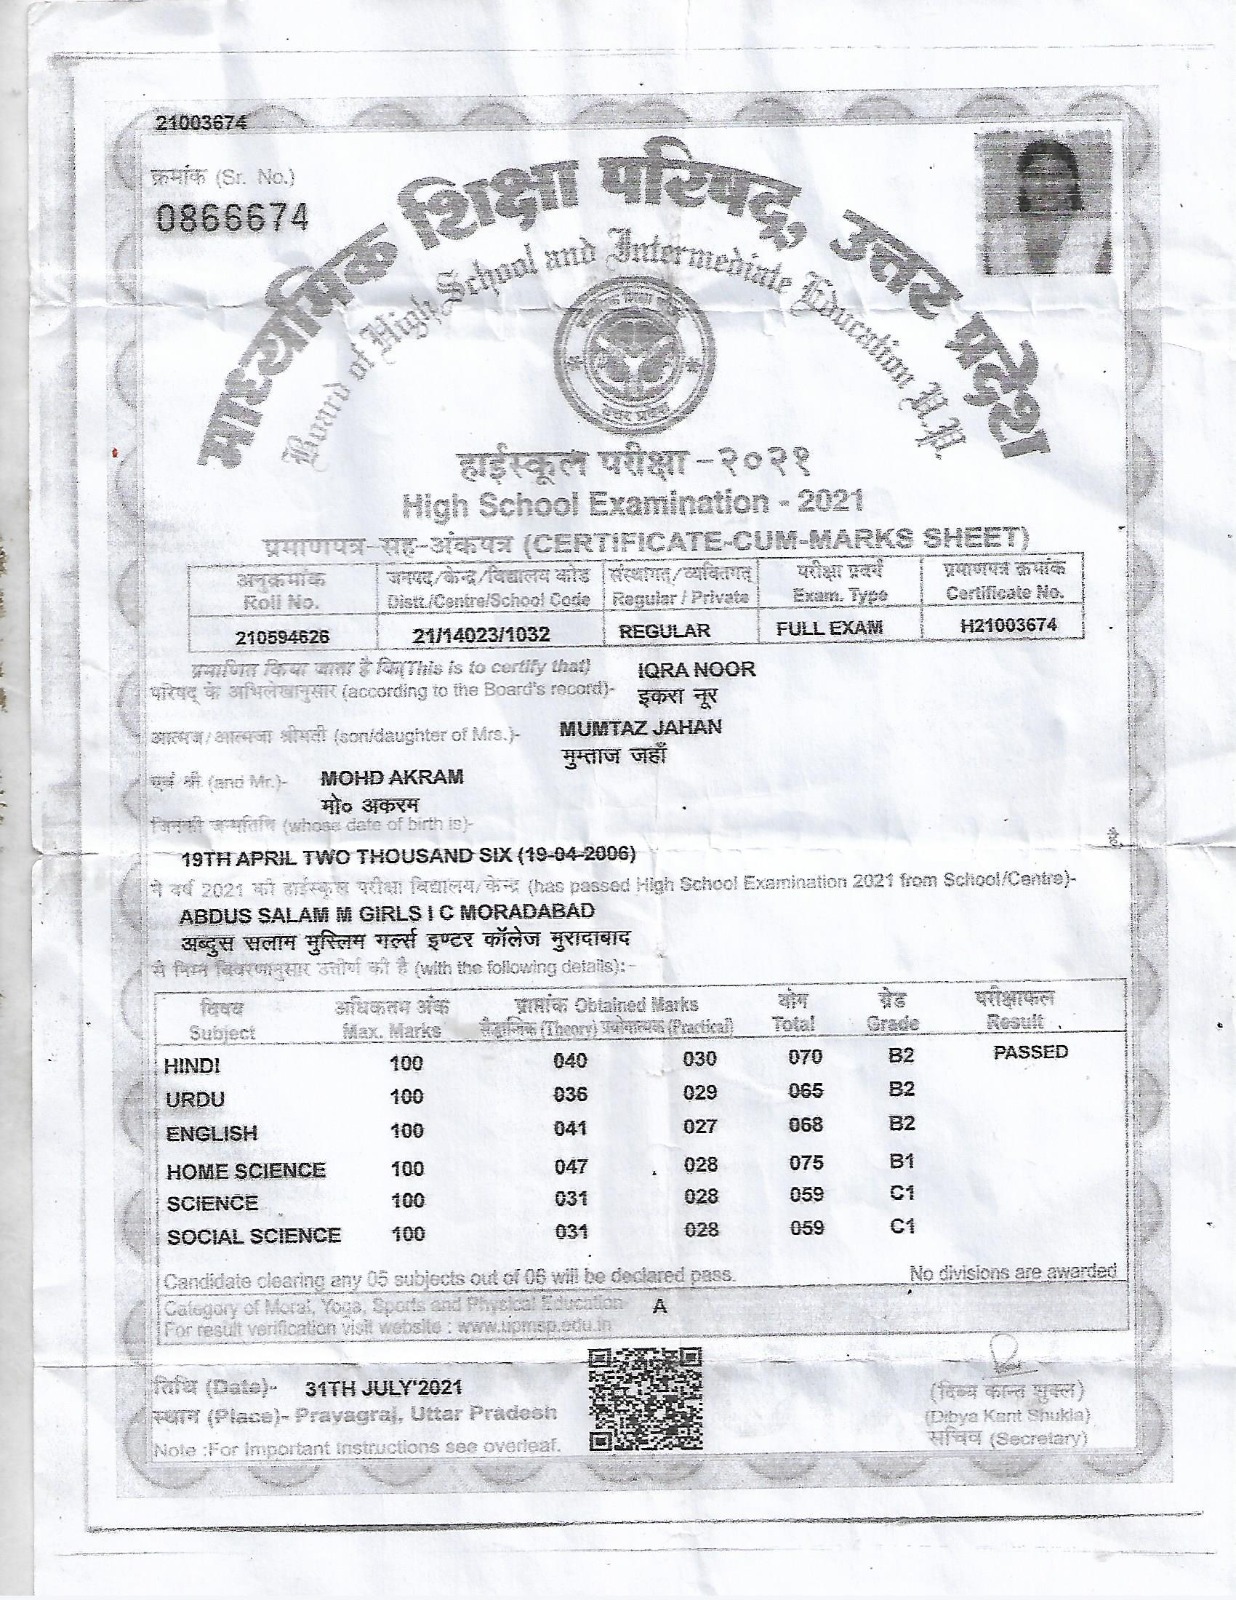 21003674
क्रमांक (Sr. No.)
0866674
माध्यमिक शिक्षा परिषद्, उत्तर प्रदेश
Board of High School and Intermediate Education U.P.
उत्तर प्रदेश
हाईस्कूल परीक्षा -२०२१
High School Examination - 2021
प्रमाणपत्र-सह-अंकपत्र (CERTIFICATE-CUM-MARKS SHEET)
अनुक्रमांक जनपद/केन्द्र/विद्यालय कोड संस्थागत/व्यक्तिगत परीक्षा प्रवर्ग प्रमाणपत्र क्रमांक
Roll No. Distt./Centre/School Code Regular / Private Exam. Type Certificate No.
210594626 21/14023/1032 REGULAR FULL EXAM H21003674
प्रमाणित किया जाता है कि(This is to certify that) IQRA NOOR
परिषद् के अभिलेखानुसार (according to the Board's record)- इकरा नूर
आत्मज/आत्मजा श्रीमती (son/daughter of Mrs.)- MUMTAZ JAHAN
मुम्ताज जहाँ
एवं श्री (and Mr.)- MOHD AKRAM
मो० अकरम
जिनकी जन्मतिथि (whose date of birth is)-
है,
19TH APRIL TWO THOUSAND SIX (19-04-2006)
ने वर्ष 2021 की हाईस्कूल परीक्षा विद्यालय/केन्द्र (has passed High School Examination 2021 from School/Centre)-
ABDUS SALAM M GIRLS I C MORADABAD
अब्दुस सलाम मुस्लिम गर्ल्स इण्टर कॉलेज मुरादाबाद
से निम्न विवरणानुसार उत्तीर्ण की है (with the following details):-
विषय अधिकतम अंक प्राप्तांक Obtained Marks योग ग्रेड परीक्षाफल
Subject Max. Marks सैद्धान्तिक (Theory) प्रयोगात्मक (Practical) Total Grade Result
HINDI 100 040 030 070 B2 PASSED
URDU 100 036 029 065 B2
ENGLISH 100 041 027 068 B2
HOME SCIENCE 100 047 028 075 B1
SCIENCE 100 031 028 059 C1
SOCIAL SCIENCE 100 031 028 059 C1
Candidate clearing any 05 subjects out of 06 will be declared pass. No divisions are awarded
Category of Moral, Yoga, Sports and Physical Education A
For result verification visit website : www.upmsp.edu.in
तिथि (Date)- 31TH JULY'2021
स्थान (Place)- Prayagraj, Uttar Pradesh
Note :For Important Instructions see overleaf.
(दिब्य कान्त शुक्ल)
(Dibya Kant Shukla)
सचिव (Secretary)